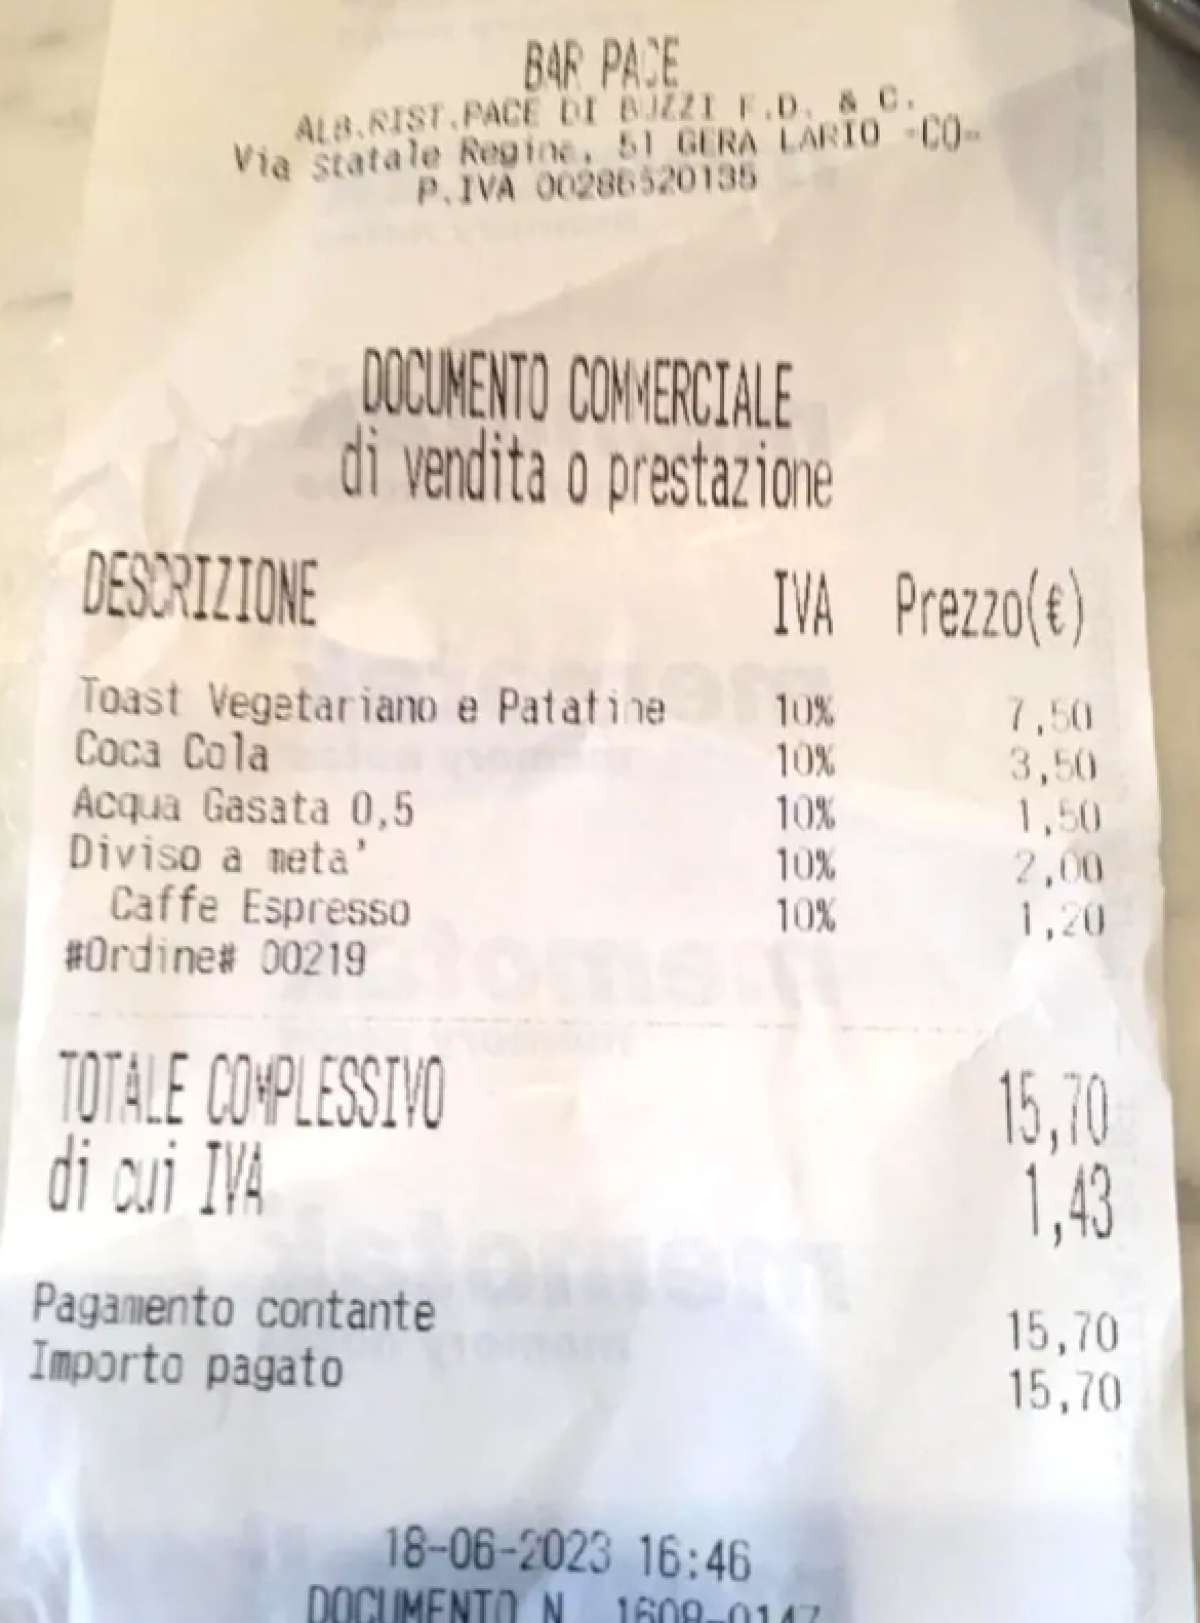 BAR PACE
ALB.RIST.PACE DI BUZZI F.D. & C.
Via Statale Regina, 51 GERA LARIO -CO-
P.IVA 00286520135
DOCUMENTO COMMERCIALE
di vendita o prestazione
DESCRIZIONE IVA Prezzo(€)
Toast Vegetariano e Patatine 10% 7,50
Coca Cola 10% 3,50
Acqua Gasata 0,5 10% 1,50
Diviso a meta' 10% 2,00
Caffe Espresso 10% 1,20
#Ordine# 00219
TOTALE COMPLESSIVO 15,70
di cui IVA 1,43
Pagamento contante 15,70
Importo pagato 15,70
18-06-2023 16:46
DOCUMENTO N. 1608-0147